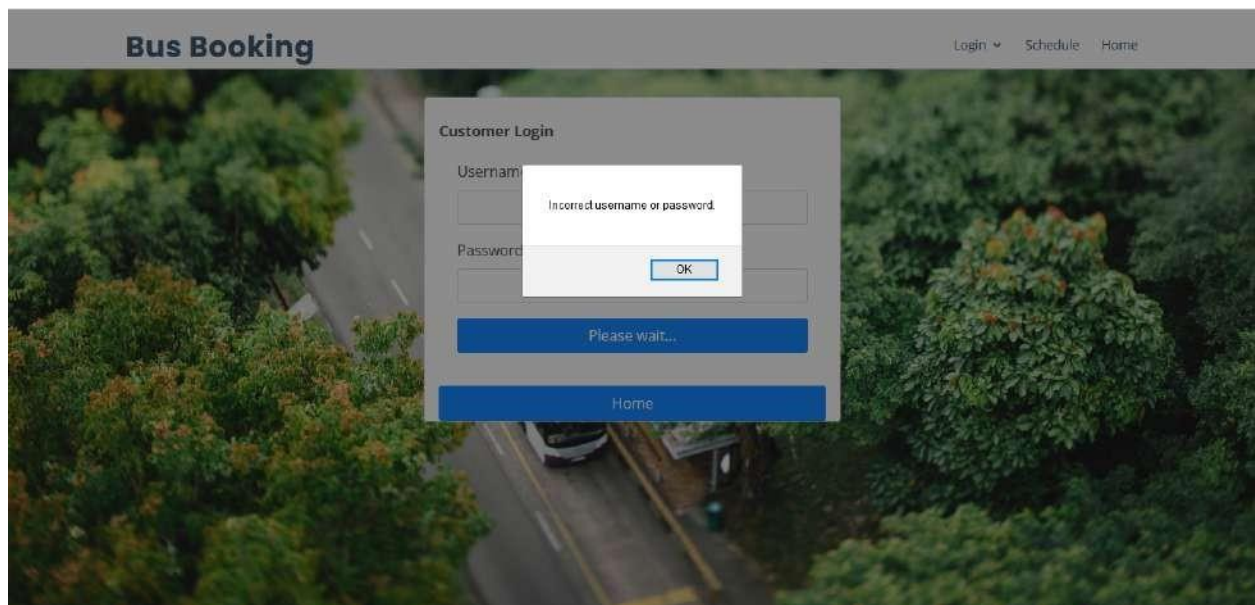 Bus Booking
Login Schedule Home
Customer Login
Usernam
Incorrect username or password.
Password
OK
Please wait...
Home